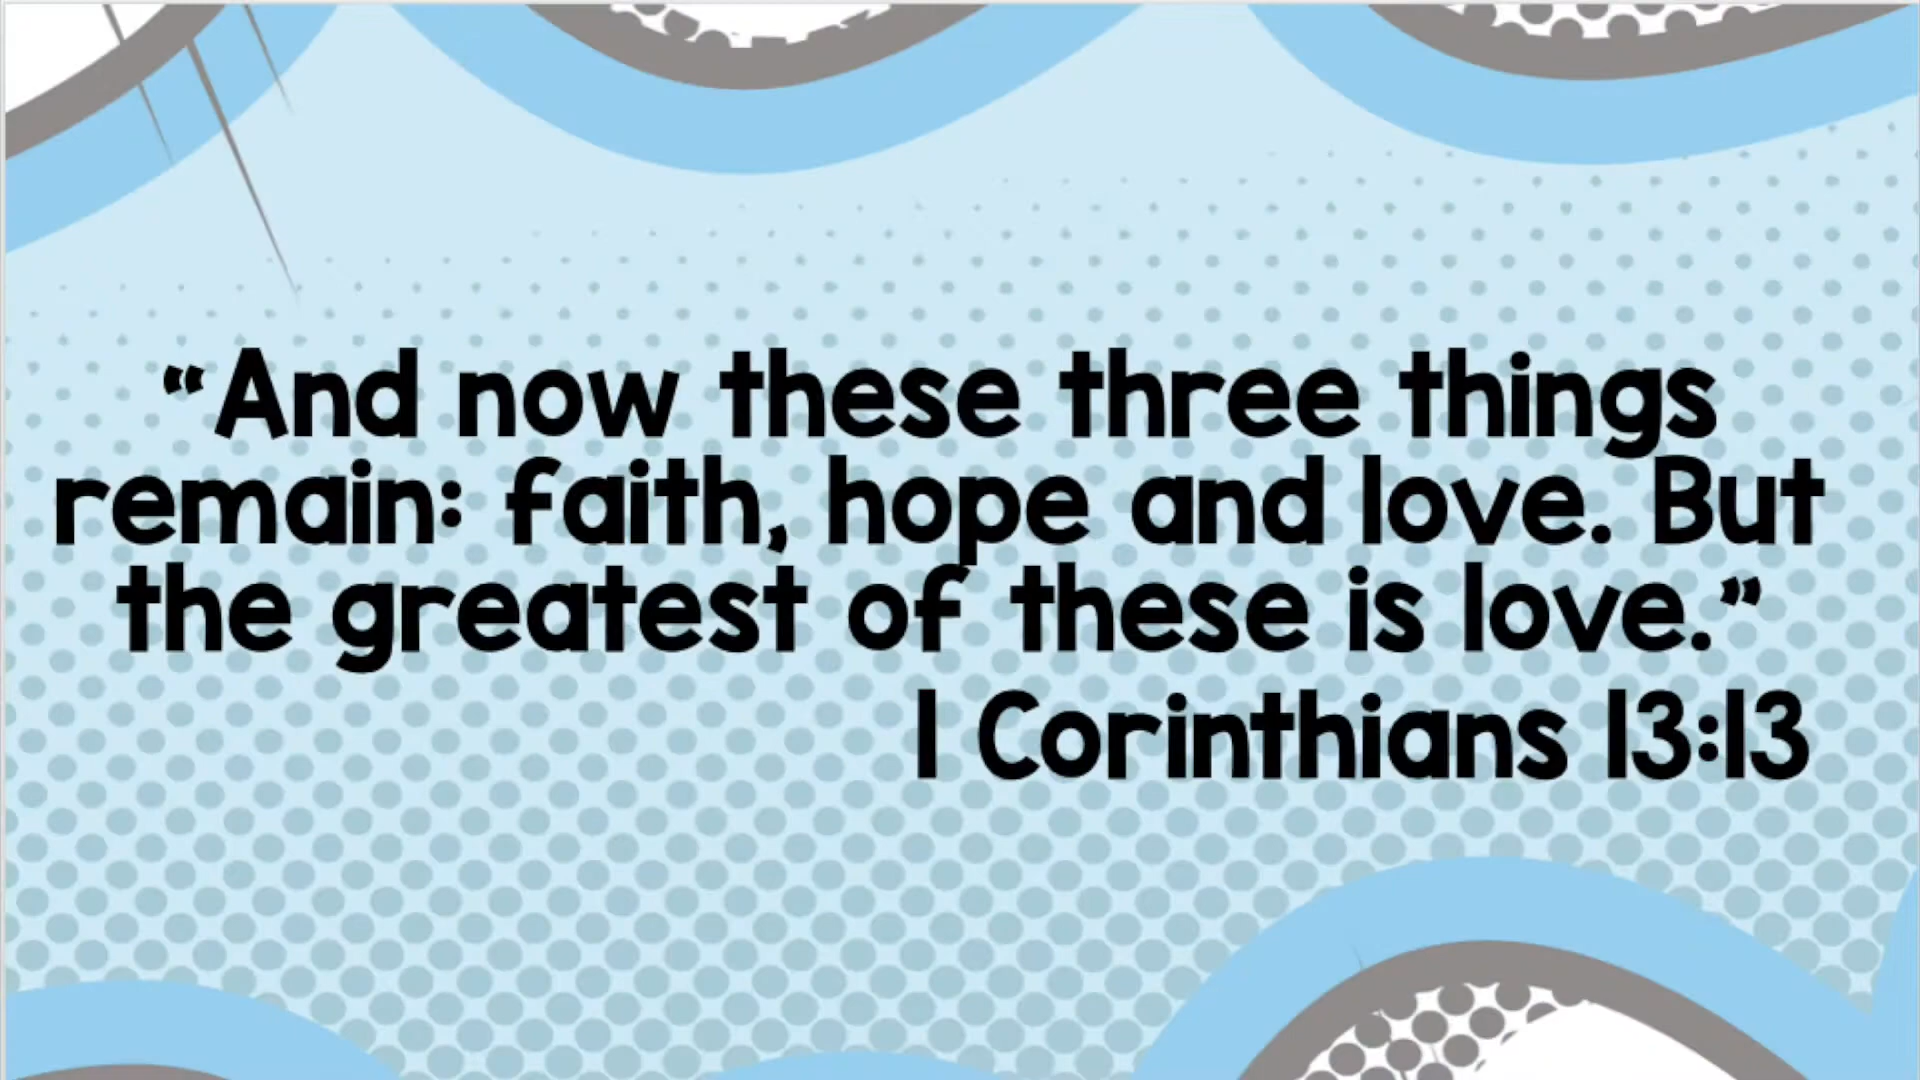 “And now these three things
remain: faith, hope and love. But
the greatest of these is love.”
1 Corinthians 13:13